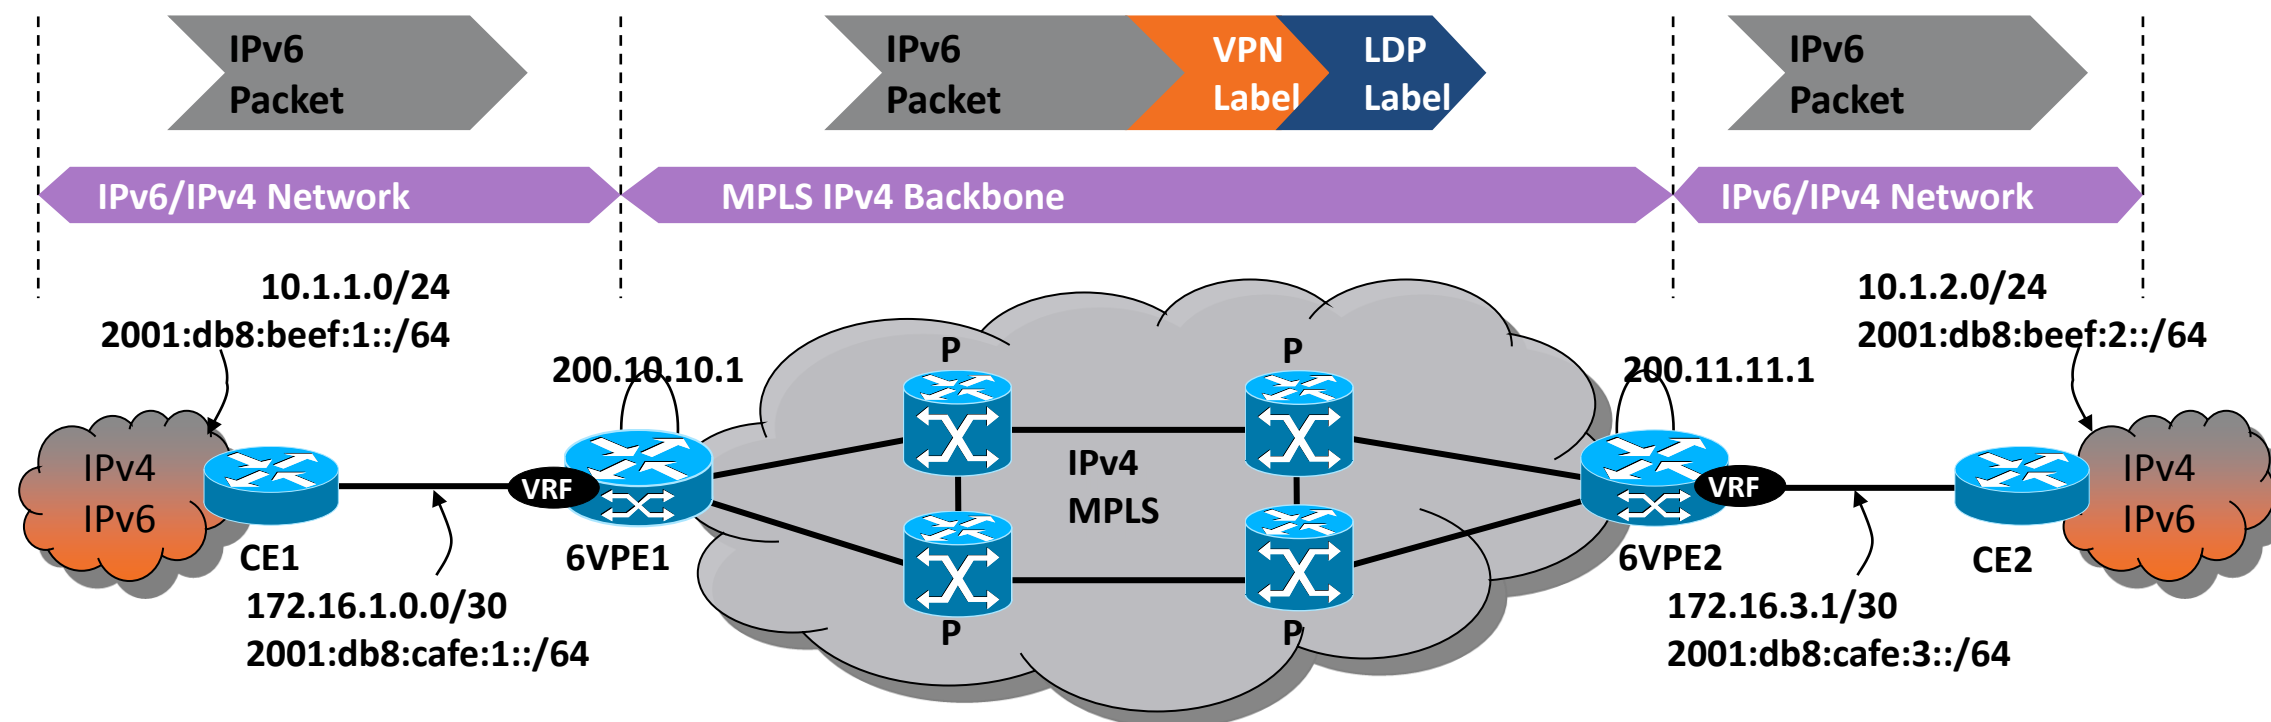 IPv6
Packet
IPv6
Packet
VPN
Label
LDP
Label
IPv6
Packet
IPv6/IPv4 Network
MPLS IPv4 Backbone
IPv6/IPv4 Network
10.1.1.0/24
2001:db8:beef:1::/64
10.1.2.0/24
2001:db8:beef:2::/64
200.10.10.1
P
P
200.11.11.1
IPv4
IPv6
VRF
IPv4
MPLS
VRF
IPv4
IPv6
CE1
6VPE1
6VPE2
CE2
172.16.1.0.0/30
2001:db8:cafe:1::/64
P
P
172.16.3.1/30
2001:db8:cafe:3::/64